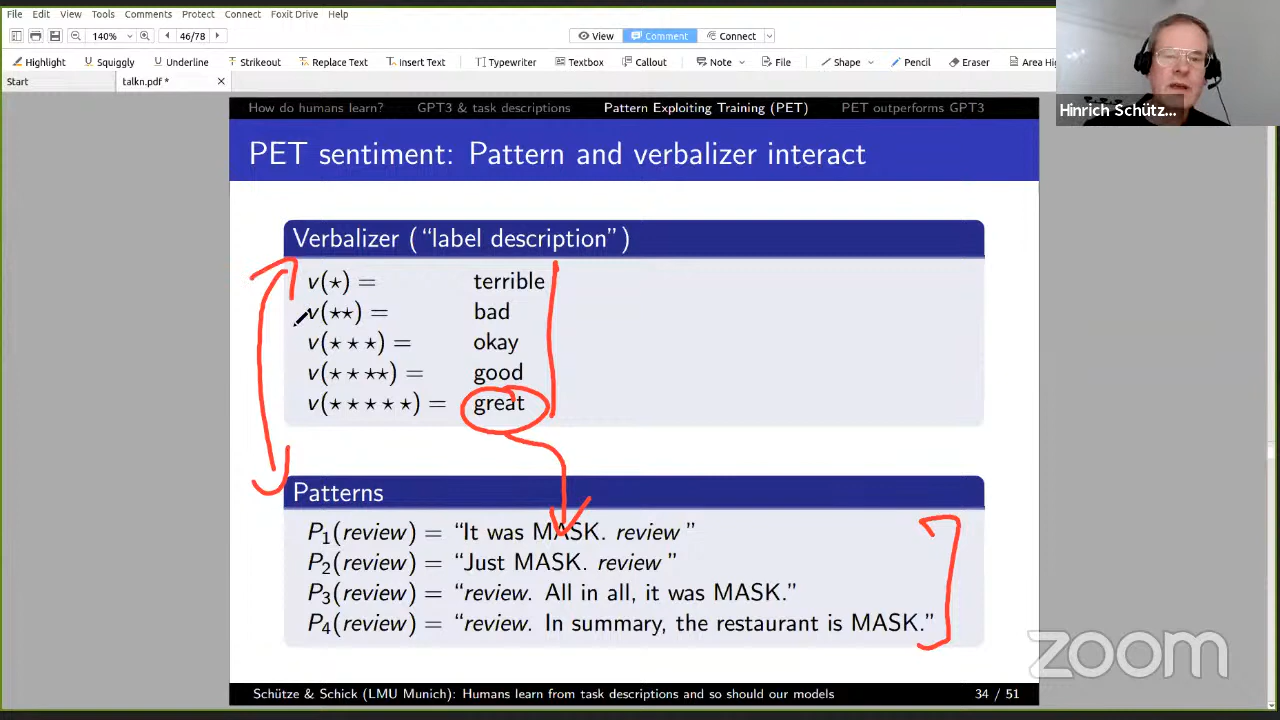 File Edit View Tools Comments Protect Connect Foxit Drive Help
140% 46/78 View Comment Connect
Highlight Squiggly Underline Strikeout Replace Text Insert Text Typewriter Textbox Callout Note File Shape Pencil Eraser Area Hig
Start talkn.pdf *
Hinrich Schütz...
How do humans learn? GPT3 & task descriptions Pattern Exploiting Training (PET) PET outperforms GPT3
PET sentiment: Pattern and verbalizer interact
Verbalizer (“label description”)
v(⋆) = terrible
v(⋆⋆) = bad
v(⋆ ⋆ ⋆) = okay
v(⋆ ⋆ ⋆⋆) = good
v(⋆ ⋆ ⋆ ⋆ ⋆) = great
Patterns
P₁(review) = “It was MASK. review ”
P₂(review) = “Just MASK. review ”
P₃(review) = “review. All in all, it was MASK.”
P₄(review) = “review. In summary, the restaurant is MASK.”
zoom
Schütze & Schick (LMU Munich): Humans learn from task descriptions and so should our models 34 / 51